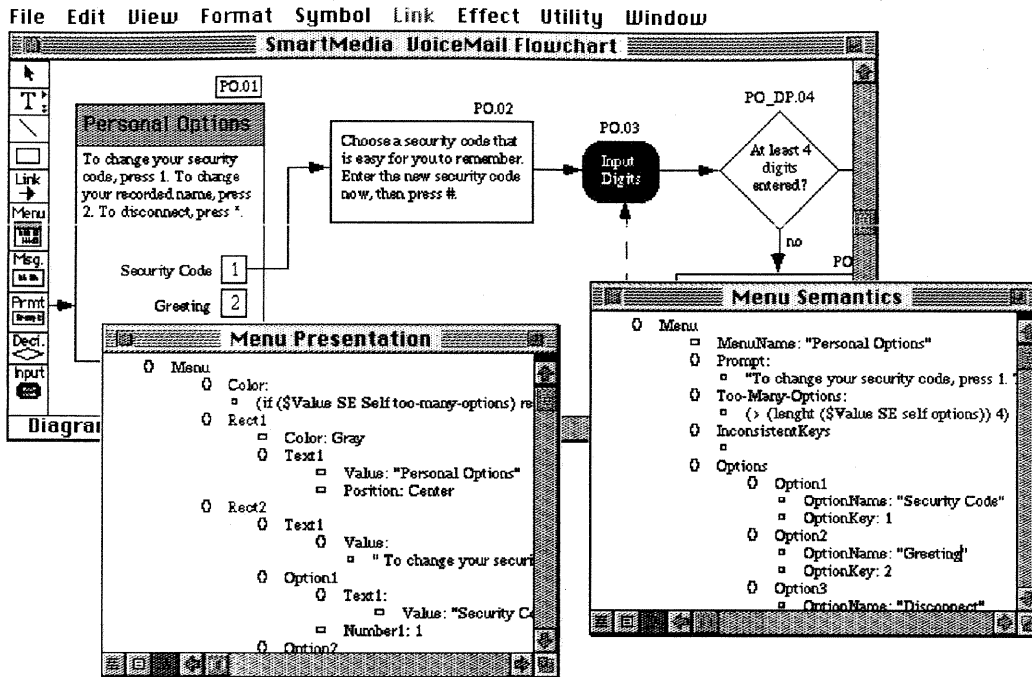 File Edit View Format Symbol Link Effect Utility Window
SmartMedia VoiceMail Flowchart
T
Link
Menu
Msg.
Prmt
Deci.
Input
PO.01
Personal Options
To change your security
code, press 1. To change
your recorded name, press
2. To disconnect, press *.
Security Code 1
Greeting 2
PO.02
Choose a security code that
is easy for you to remember.
Enter the new security code
now, then press #.
PO.03
Input
Digits
PO_DP.04
At least 4
digits
entered?
no
PO
Diagra
Menu Presentation
Menu
Color:
(if ($Value SE Self too-many-options) re
Rect1
Color: Gray
Text1
Value: "Personal Options"
Position: Center
Rect2
Text1
Value:
" To change your securi
Option1
Text1:
Value: "Security Co
Number1: 1
Option2
Menu Semantics
Menu
MenuName: "Personal Options"
Prompt:
"To change your security code, press 1. 
Too-Many-Options:
(> (lenght ($Value SE self options)) 4)
InconsistentKeys
Options
Option1
OptionName: "Security Code"
OptionKey: 1
Option2
OptionName: "Greeting"
OptionKey: 2
Option3
OptionName: "Disconnect"